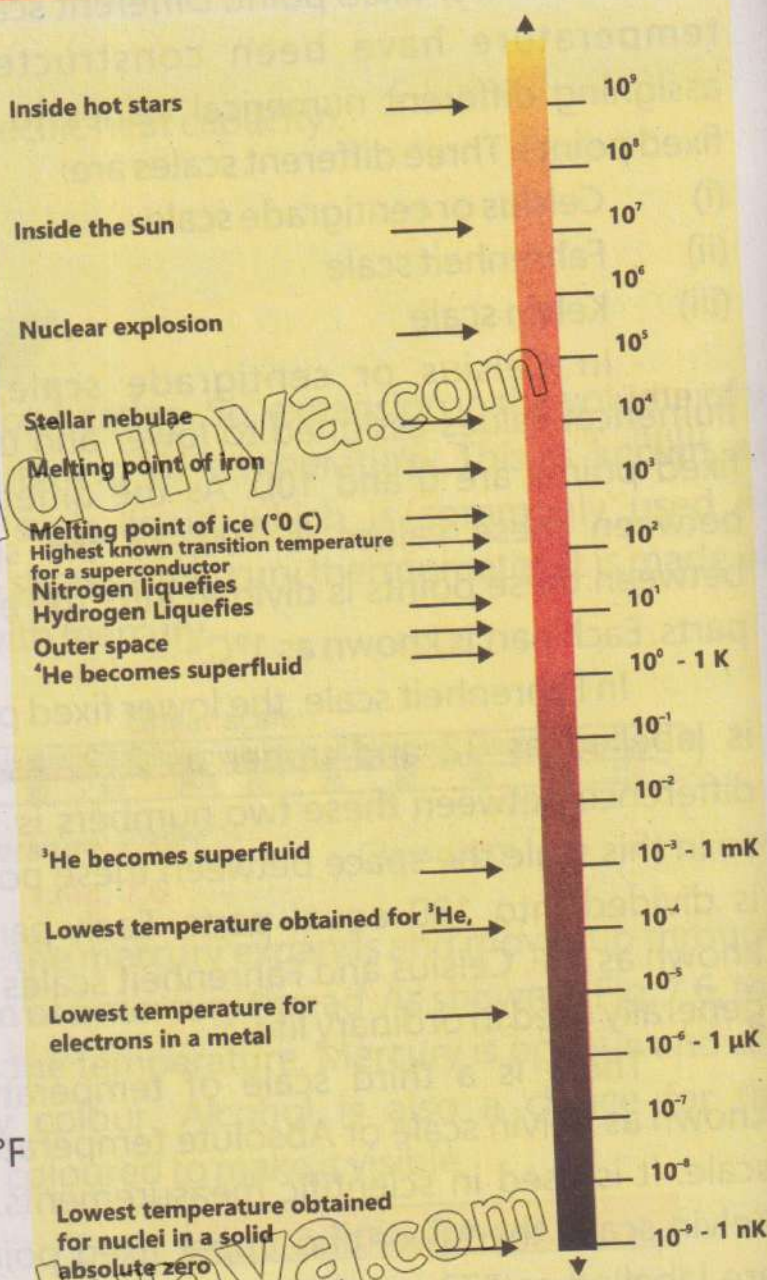 Inside hot stars
10⁹
10⁸
Inside the Sun
10⁷
10⁶
Nuclear explosion
10⁵
Stellar nebulae
10⁴
Melting point of iron
10³
Melting point of ice (°0 C)
Highest known transition temperature
for a superconductor
10²
Nitrogen liquefies
Hydrogen Liquefies
10¹
Outer space
⁴He becomes superfluid
10⁰ - 1 K
10⁻¹
10⁻²
³He becomes superfluid
10⁻³ - 1 mK
Lowest temperature obtained for ³He,
10⁻⁴
10⁻⁵
Lowest temperature for
electrons in a metal
10⁻⁶ - 1 µK
10⁻⁷
°F
10⁻⁸
Lowest temperature obtained
for nuclei in a solid
absolute zero
10⁻⁹ - 1 nK
dunya.com
dunya.com